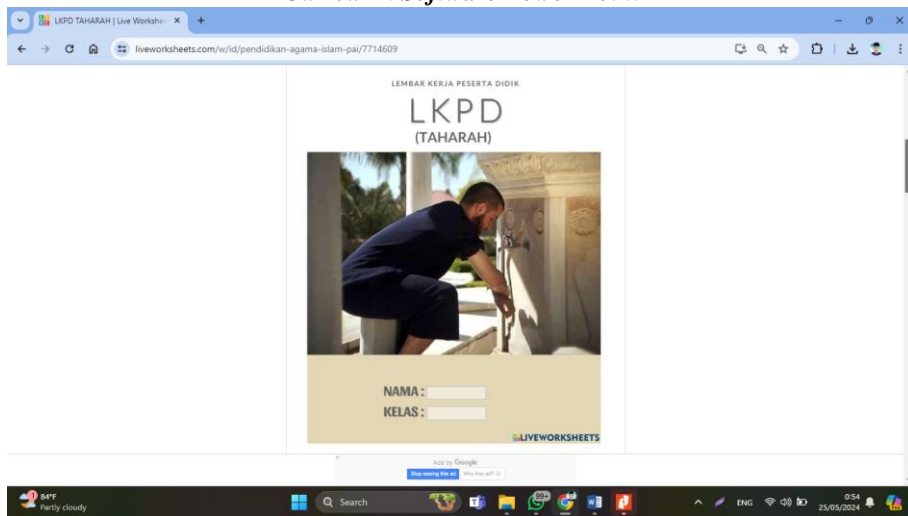 LKPD TAHARAH | Live Workshe
liveworksheets.com/w/id/pendidikan-agama-islam-pai/7714609
LEMBAR KERJA PESERTA DIDIK
LKPD
(TAHARAH)
NAMA :
KELAS :
LIVEWORKSHEETS
Ads by Google
Stop seeing this ad
Why this ad?
84°F
Partly cloudy
Search
99+
ENG
0:54
25/05/2024